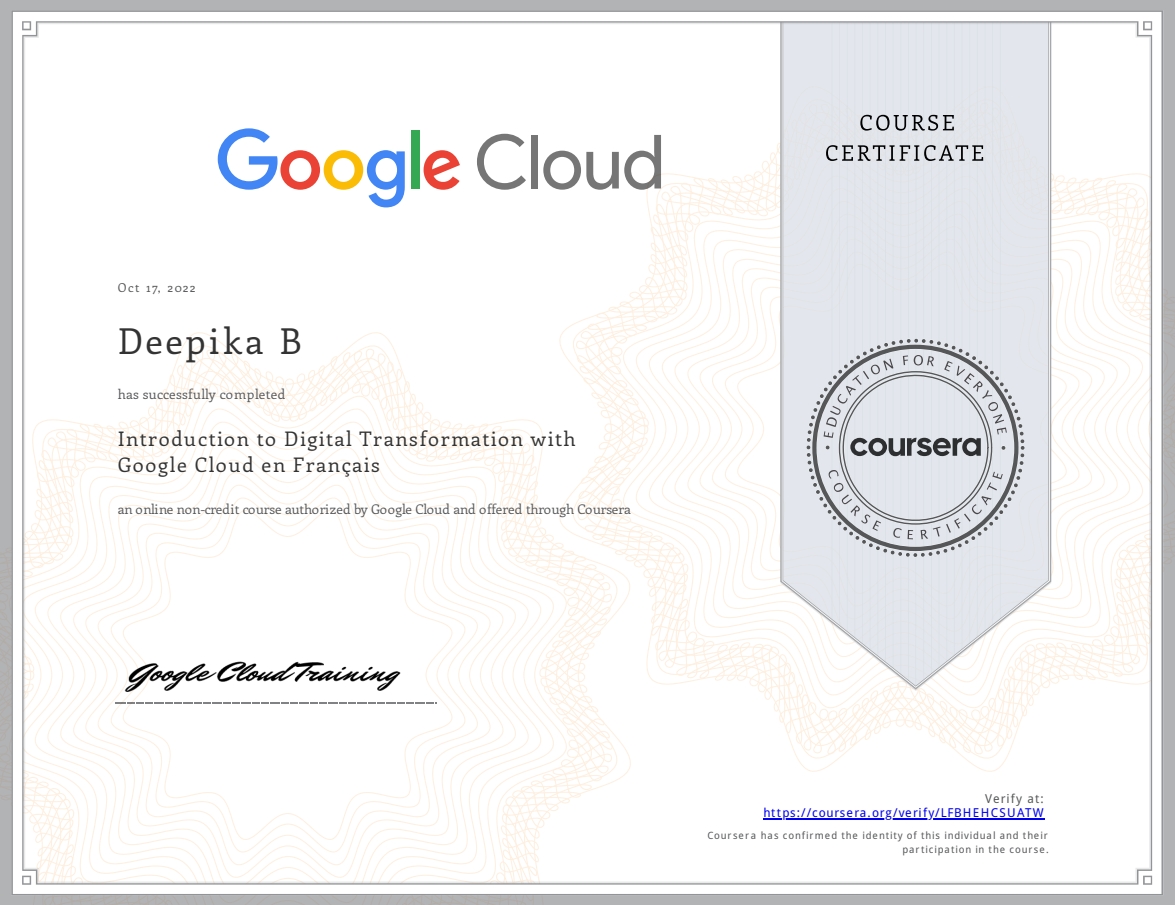 Google Cloud
COURSE
CERTIFICATE
Oct 17, 2022
Deepika B
has successfully completed
Introduction to Digital Transformation with
Google Cloud en Français
an online non-credit course authorized by Google Cloud and offered through Coursera
EDUCATION FOR EVERYONE
coursera
COURSE CERTIFICATE
Google Cloud Training
Verify at:
https://coursera.org/verify/LFBHEHCSUATW
Coursera has confirmed the identity of this individual and their
participation in the course.